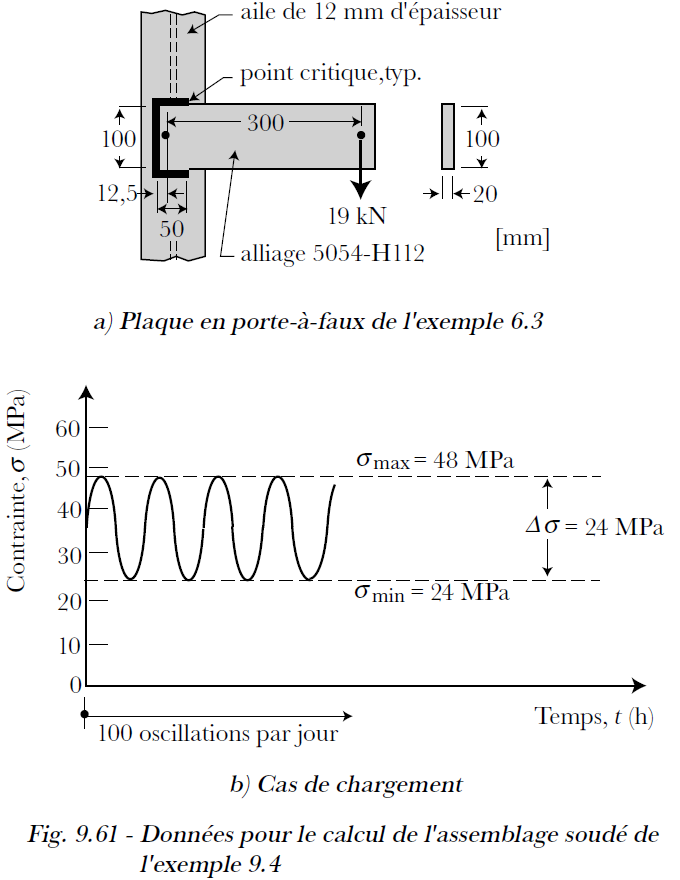 aile de 12 mm d'épaisseur
point critique,typ.
100
300
100
12,5
50
19 kN
20
[mm]
alliage 5054-H112
a) Plaque en porte-à-faux de l'exemple 6.3
Contrainte, σ (MPa)
60
50
40
30
20
10
0
σmax = 48 MPa
Δσ = 24 MPa
σmin = 24 MPa
Temps, t (h)
100 oscillations par jour
b) Cas de chargement
Fig. 9.61 - Données pour le calcul de l'assemblage soudé de
l'exemple 9.4